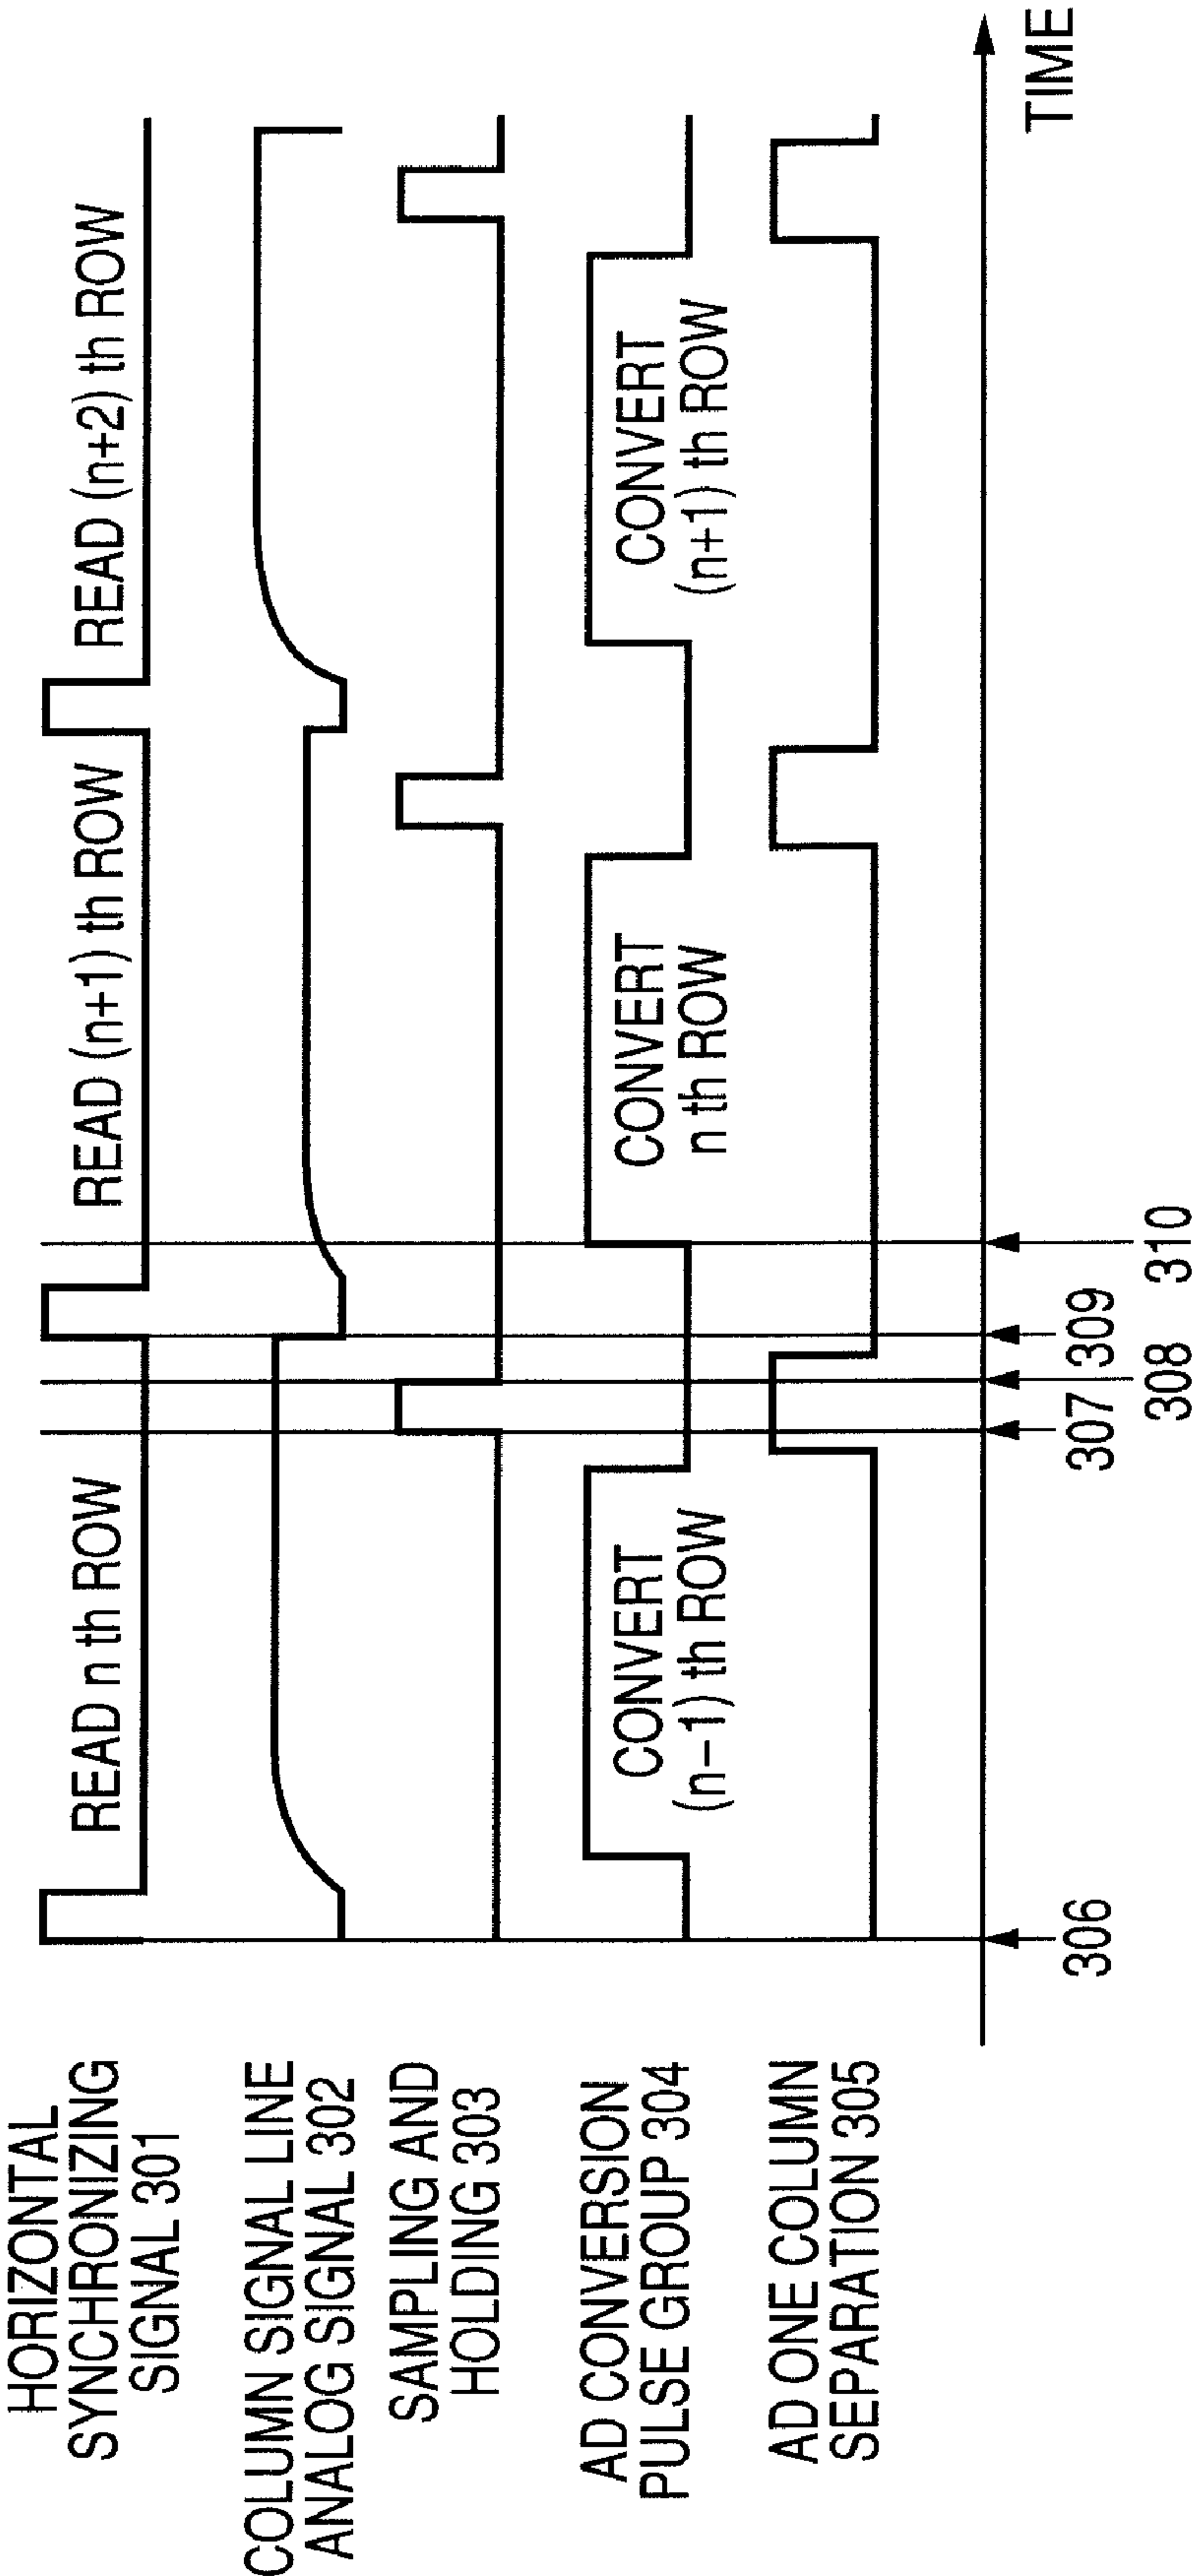 HORIZONTAL
SYNCHRONIZING
SIGNAL 301
READ n th ROW
READ (n+1) th ROW
READ (n+2) th ROW
COLUMN SIGNAL LINE
ANALOG SIGNAL 302
SAMPLING AND
HOLDING 303
AD CONVERSION
PULSE GROUP 304
CONVERT
(n−1) th ROW
CONVERT
n th ROW
CONVERT
(n+1) th ROW
AD ONE COLUMN
SEPARATION 305
TIME
306
307
309
308
310